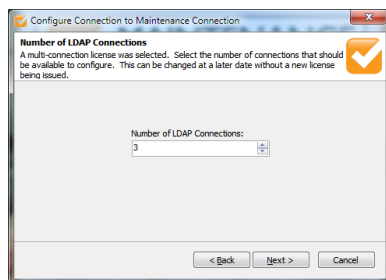 Configure Connection to Maintenance Connection
Number of LDAP Connections
A multi-connection license was selected. Select the number of connections that should
be available to configure. This can be changed at a later date without a new license
being issued.
Number of LDAP Connections:
3
< Back
Next >
Cancel